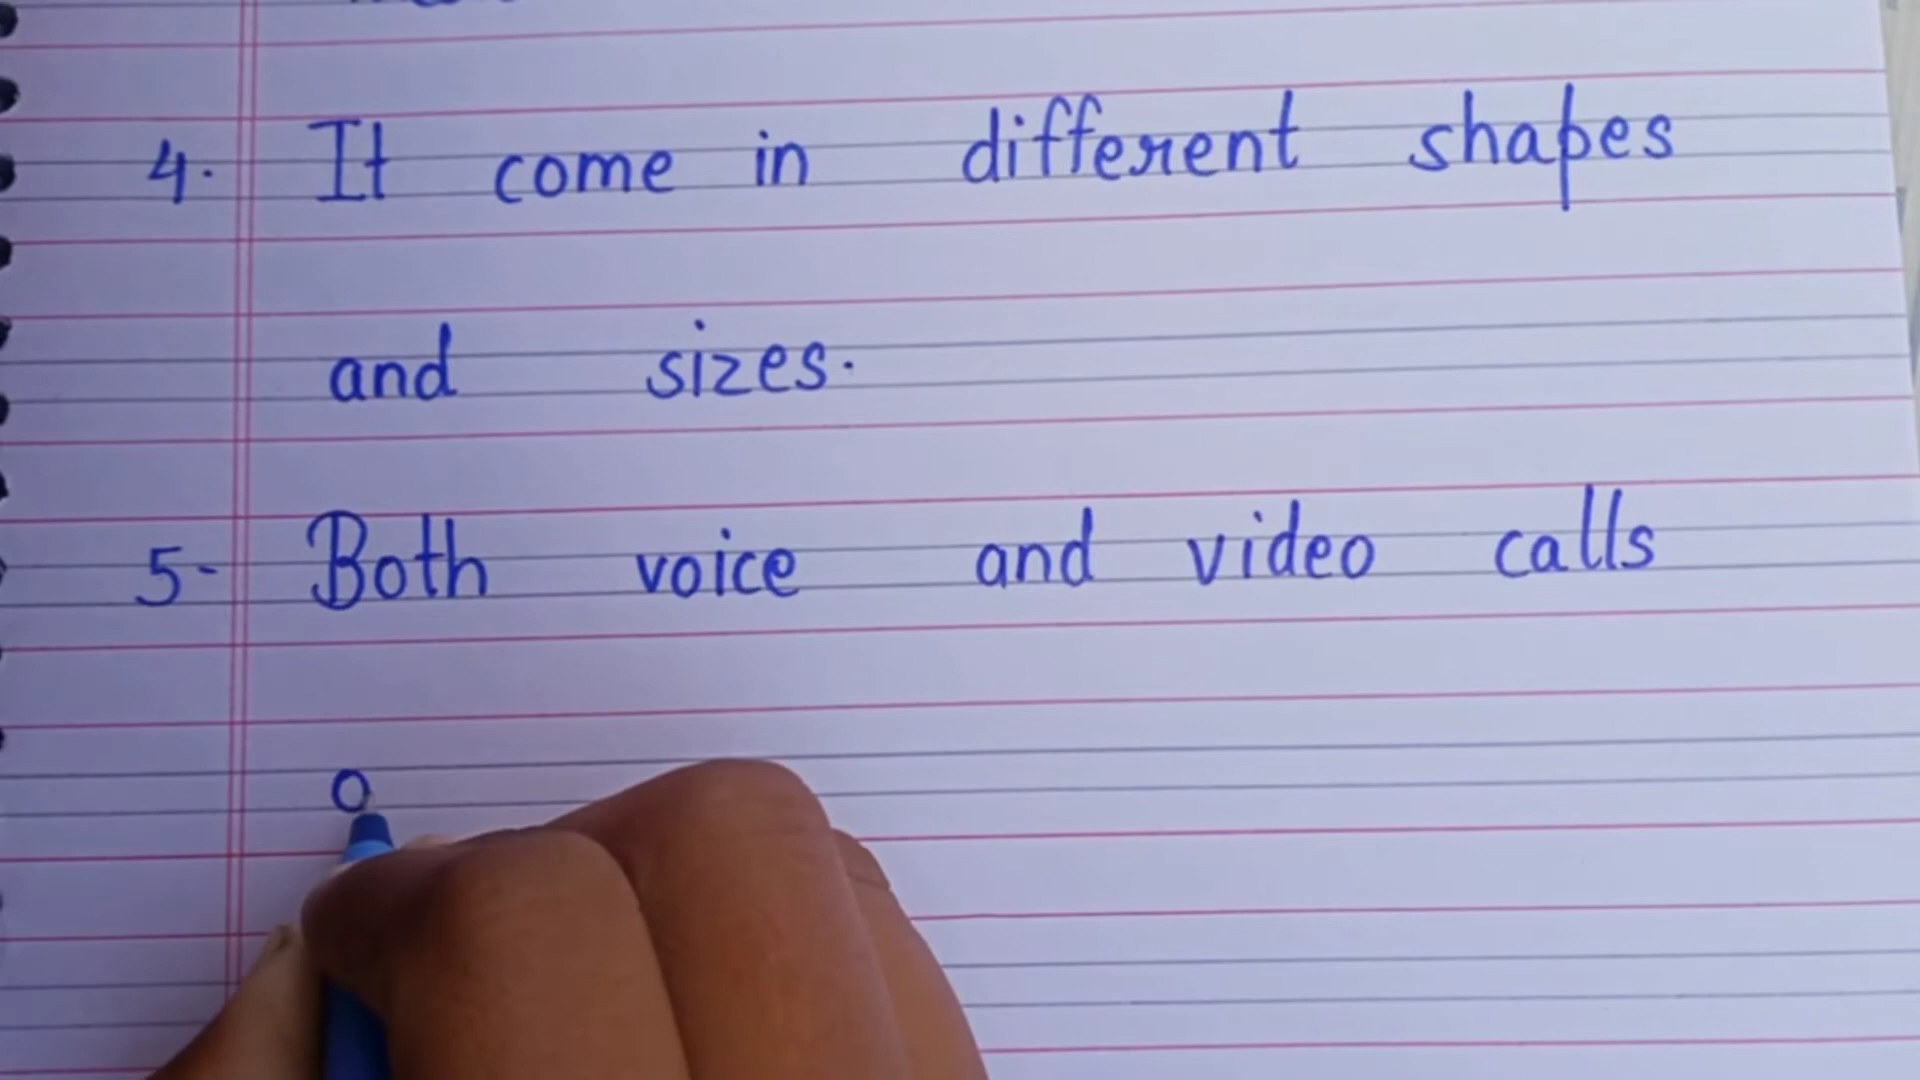 4. It come in different shapes
and sizes.
5- Both voice and video calls